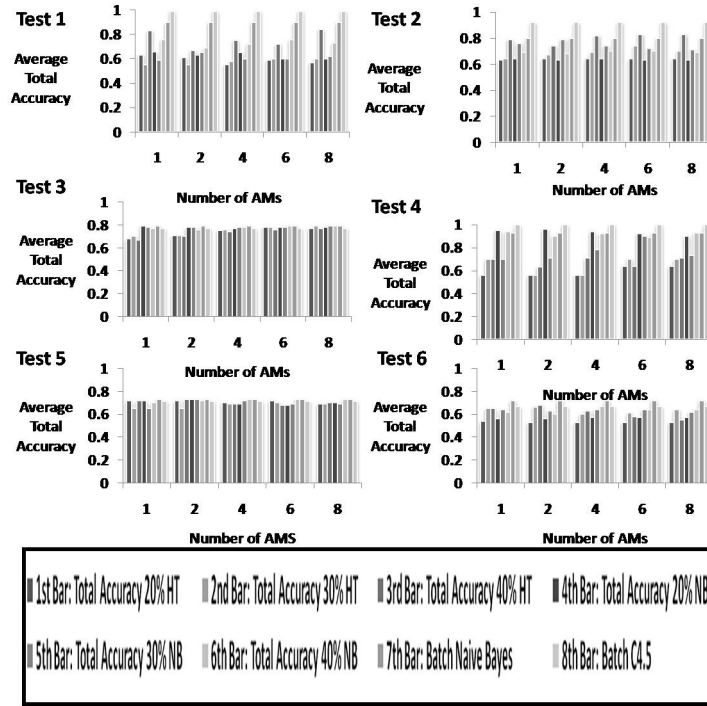 Test 1
Average
Total
Accuracy
1
0.8
0.6
0.4
0.2
0
1 2 4 6 8
Number of AMs
Test 2
Average
Total
Accuracy
1
0.8
0.6
0.4
0.2
0
1 2 4 6 8
Number of AMs
Test 3
Average
Total
Accuracy
1
0.8
0.6
0.4
0.2
0
1 2 4 6 8
Number of AMs
Test 4
Average
Total
Accuracy
1
0.8
0.6
0.4
0.2
0
1 2 4 6 8
Number of AMs
Test 5
Average
Total
Accuracy
1
0.8
0.6
0.4
0.2
0
1 2 4 6 8
Number of AMS
Test 6
Average
Total
Accuracy
1
0.8
0.6
0.4
0.2
0
1 2 4 6 8
Number of AMs
1st Bar: Total Accuracy 20% HT 2nd Bar: Total Accuracy 30% HT 3rd Bar: Total Accuracy 40% HT 4th Bar: Total Accuracy 20% NB
5th Bar: Total Accuracy 30% NB 6th Bar: Total Accuracy 40% NB 7th Bar: Batch Naive Bayes 8th Bar: Batch C4.5